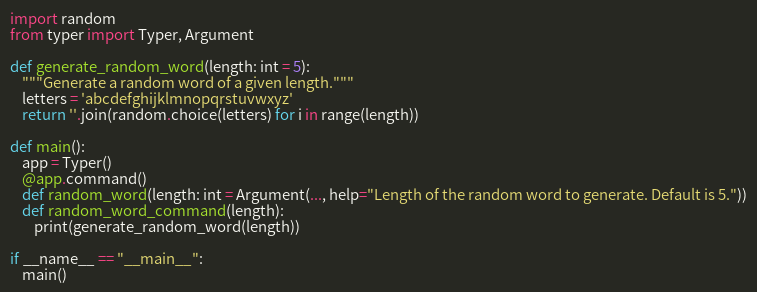 import random
from typer import Typer, Argument

def generate_random_word(length: int = 5):
    """Generate a random word of a given length."""
    letters = 'abcdefghijklmnopqrstuvwxyz'
    return ''.join(random.choice(letters) for i in range(length))

def main():
    app = Typer()
    @app.command()
    def random_word(length: int = Argument(..., help="Length of the random word to generate. Default is 5."))
    def random_word_command(length):
        print(generate_random_word(length))

if __name__ == "__main__":
    main()